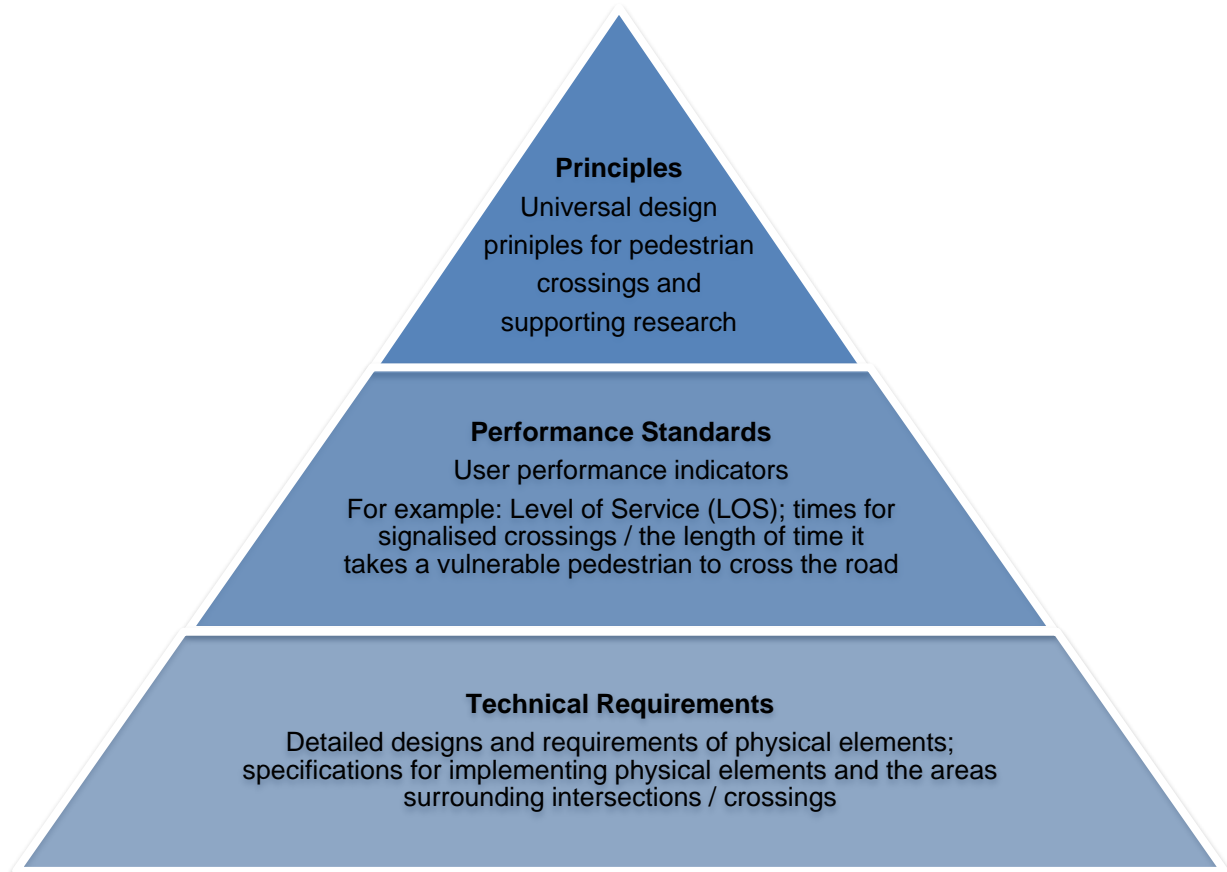 Principles
Universal design
priniples for pedestrian
crossings and
supporting research
Performance Standards
User performance indicators
For example: Level of Service (LOS); times for
signalised crossings / the length of time it
takes a vulnerable pedestrian to cross the road
Technical Requirements
Detailed designs and requirements of physical elements;
specifications for implementing physical elements and the areas
surrounding intersections / crossings